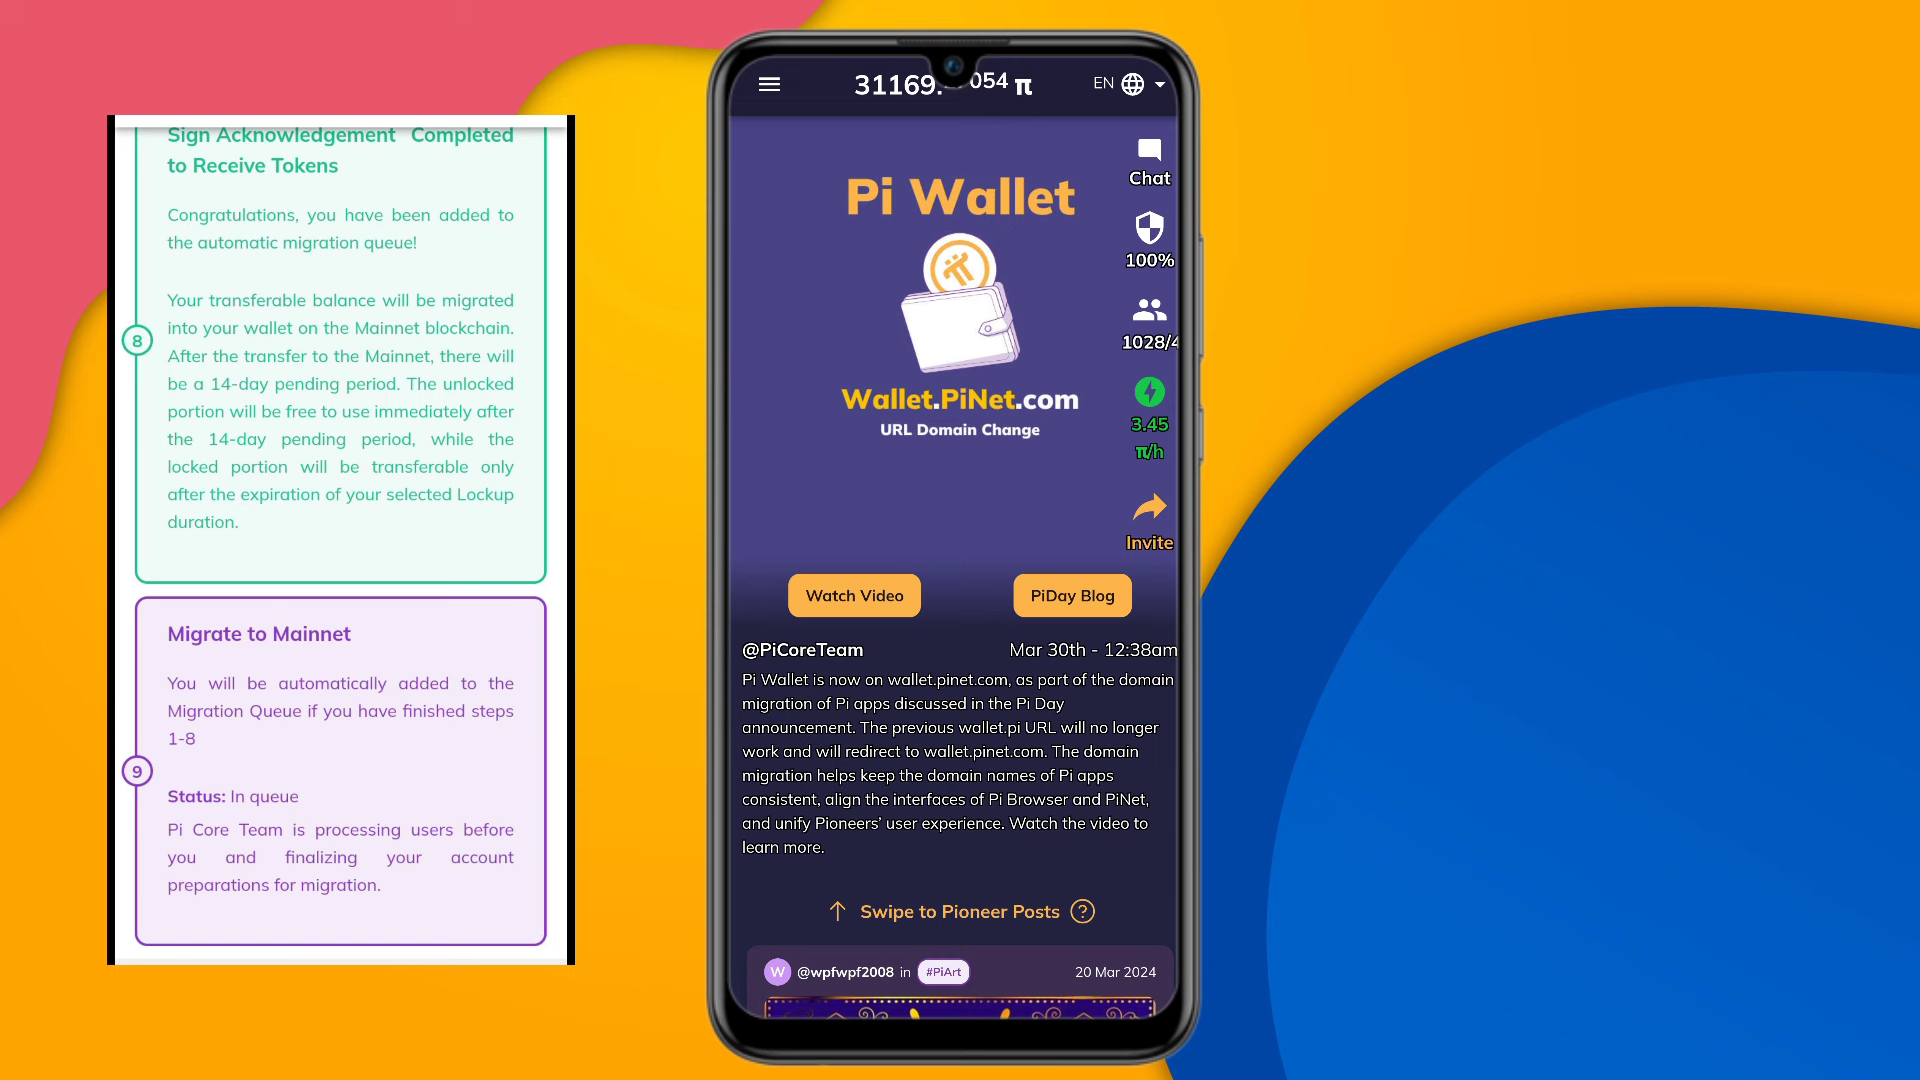 Sign Acknowledgement Completed
to Receive Tokens
Congratulations, you have been added to
the automatic migration queue!
Your transferable balance will be migrated
into your wallet on the Mainnet blockchain.
After the transfer to the Mainnet, there will
be a 14-day pending period. The unlocked
portion will be free to use immediately after
the 14-day pending period, while the
locked portion will be transferable only
after the expiration of your selected Lockup
duration.
8
Migrate to Mainnet
You will be automatically added to the
Migration Queue if you have finished steps
1-8
9
Status: In queue
Pi Core Team is processing users before
you and finalizing your account
preparations for migration.
31169. 054 π
EN
Chat
Pi Wallet
100%
1028/4
Wallet.PiNet.com
URL Domain Change
3.45
π/h
Invite
Watch Video
PiDay Blog
@PiCoreTeam
Mar 30th - 12:38am
Pi Wallet is now on wallet.pinet.com, as part of the domain
migration of Pi apps discussed in the Pi Day
announcement. The previous wallet.pi URL will no longer
work and will redirect to wallet.pinet.com. The domain
migration helps keep the domain names of Pi apps
consistent, align the interfaces of Pi Browser and PiNet,
and unify Pioneers’ user experience. Watch the video to
learn more.
Swipe to Pioneer Posts ?
W @wpfwpf2008 in #PiArt 20 Mar 2024